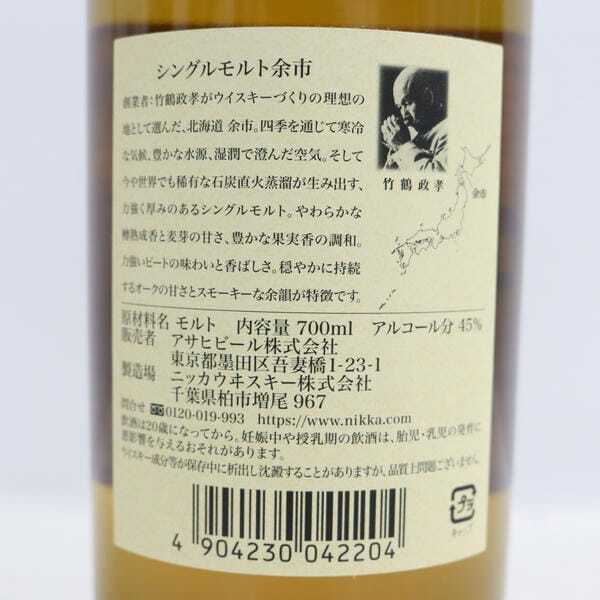 シングルモルト余市
創業者：竹鶴政孝がウイスキーづくりの理想の
地として選んだ、北海道 余市。四季を通じて寒冷
な気候、豊かな水源、湿潤で澄んだ空気。そして
今や世界でも稀有な石炭直火蒸溜が生み出す、
力強く厚みのあるシングルモルト。やわらかな
樽熟成香と麦芽の甘さ、豊かな果実香の調和。
力強いピートの味わいと香ばしさ。穏やかに持続
するオークの甘さとスモーキーな余韻が特徴です。
竹鶴政孝
余市
原材料名 モルト 内容量 700ml アルコール分 45%
販売者 アサヒビール株式会社
東京都墨田区吾妻橋1-23-1
製造場 ニッカウヰスキー株式会社
千葉県柏市増尾 967
問合せ 0120-019-993 https://www.nikka.com
飲酒は20歳になってから。妊娠中や授乳期の飲酒は、胎児・乳児の発育に
悪影響を与えるおそれがあります。
ウイスキー成分等が保存中に析出し沈澱することがありますが、品質上問題ございません。
プラ
キャップ
4 904230 042204